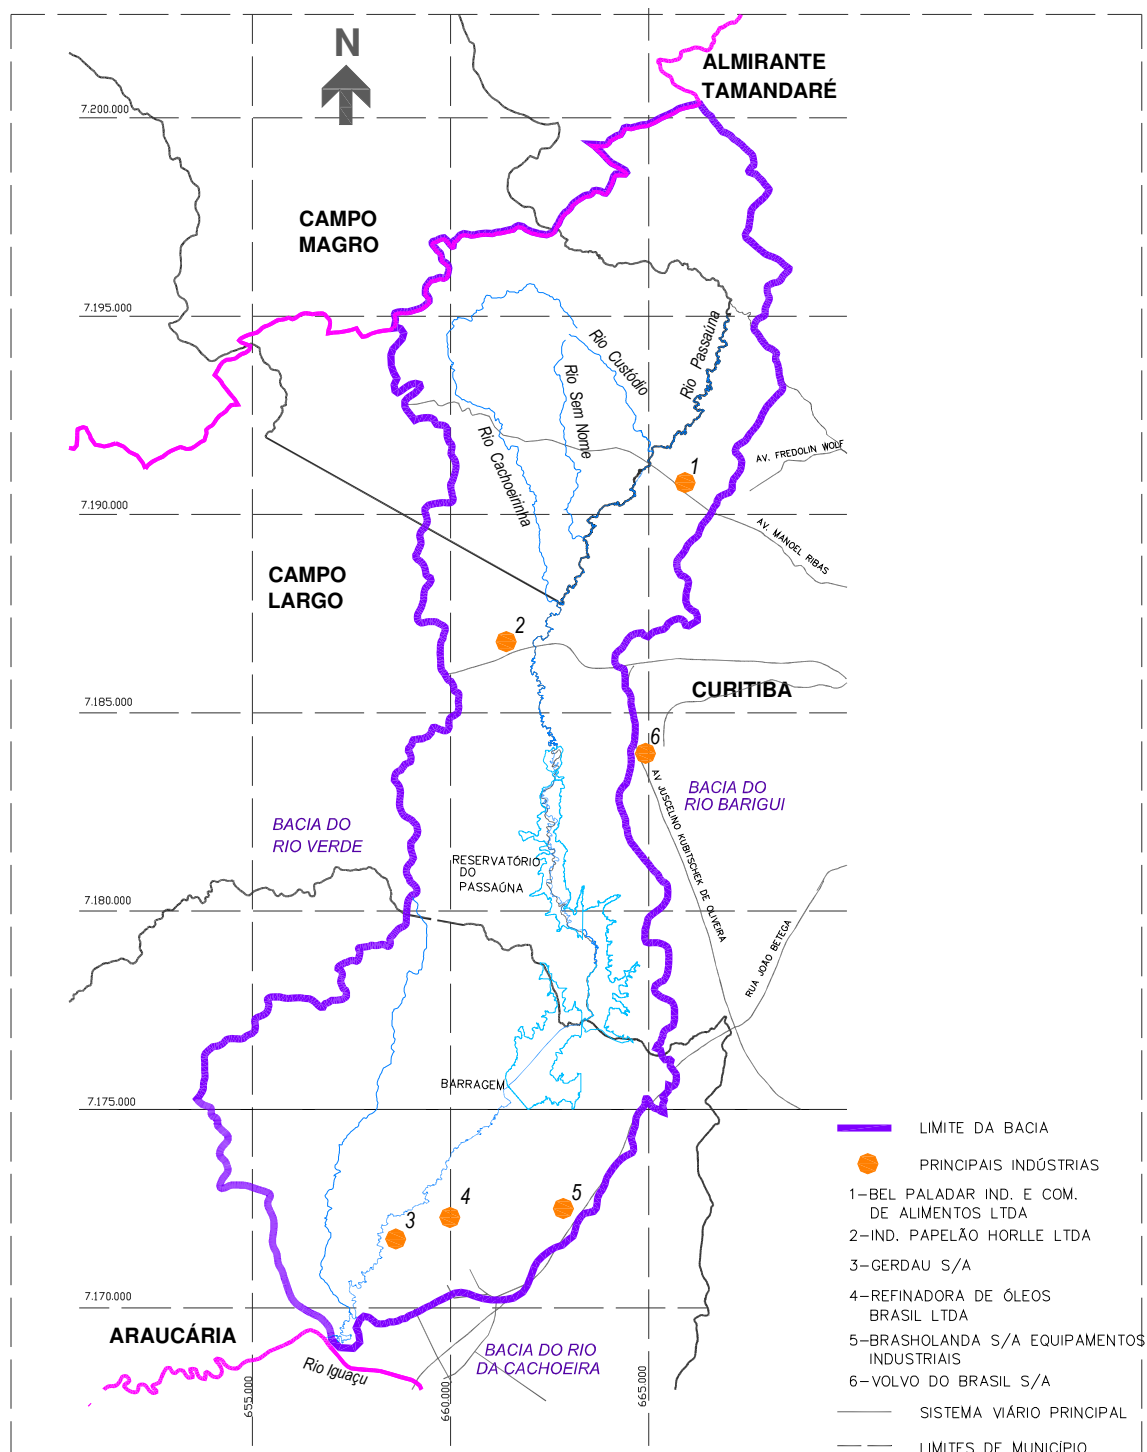 N
ALMIRANTE
TAMANDARÉ
7.200.000
CAMPO
MAGRO
7.195.000
Rio Custódio
Rio Passaúna
Rio Sem Nome
Rio Cachoeirinha
AV. FREDOLIN WOLF
1
7.190.000
AV. MANOEL RIBAS
CAMPO
LARGO
2
CURITIBA
7.185.000
6
AV JUSCELINO KUBITSCHEK DE OLIVEIRA
BACIA DO
RIO BARIGUI
BACIA DO
RIO VERDE
RESERVATÓRIO
DO
PASSAÚNA
7.180.000
RUA JOÃO BETEGA
BARRAGEM
7.175.000
5
4
3
7.170.000
ARAUCÁRIA
Rio Iguaçu
BACIA DO RIO
DA CACHOEIRA
655.000
660.000
665.000
LIMITE DA BACIA
PRINCIPAIS INDÚSTRIAS
1-BEL PALADAR IND. E COM.
DE ALIMENTOS LTDA
2-IND. PAPELÃO HORLLE LTDA
3-GERDAU S/A
4-REFINADORA DE ÓLEOS
BRASIL LTDA
5-BRASHOLANDA S/A EQUIPAMENTOS
INDUSTRIAIS
6-VOLVO DO BRASIL S/A
SISTEMA VIÁRIO PRINCIPAL
LIMITES DE MUNICÍPIO